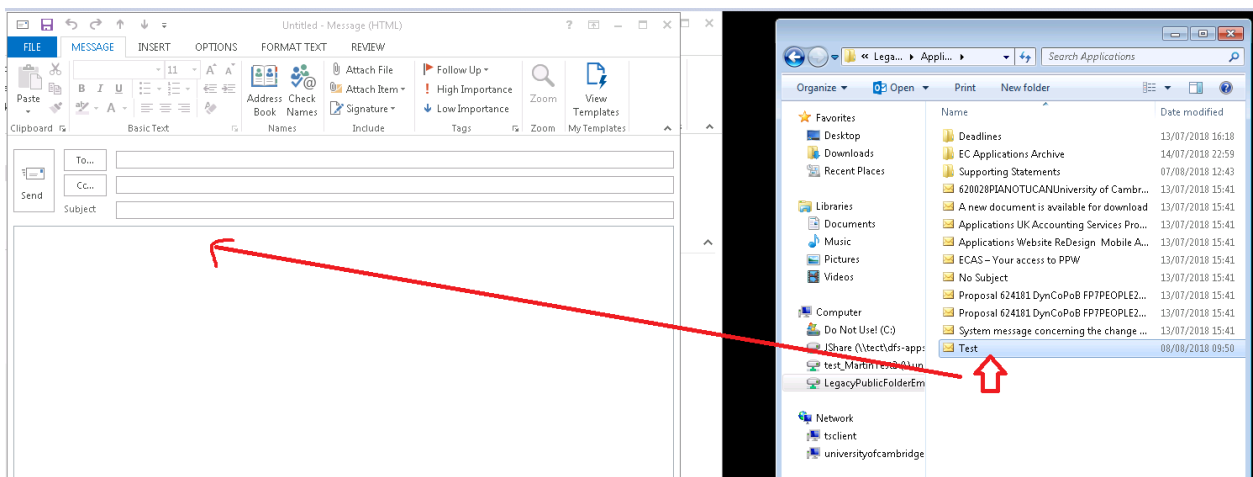 Untitled - Message (HTML)
FILE MESSAGE INSERT OPTIONS FORMAT TEXT REVIEW
Paste
Clipboard
11 A A
B I U
A
Basic Text
Address Book
Check Names
Names
Attach File
Attach Item
Signature
Include
Follow Up
High Importance
Low Importance
Tags
Zoom
Zoom
View Templates
My Templates
Send
To...
Cc...
Subject
« Lega... Appli...
Search Applications
Organize Open Print New folder
Name Date modified
Favorites
Desktop
Downloads
Recent Places
Libraries
Documents
Music
Pictures
Videos
Computer
Do Not Use! (C:)
JShare (\\tect\dfs-apps
LegacyPublicFolderEm
Network
tsclient
universityofcambridge
Deadlines 13/07/2018 16:18
EC Applications Archive 14/07/2018 22:59
Supporting Statements 07/08/2018 12:43
620028PIANOTUCANUniversity of Cambr... 13/07/2018 15:41
A new document is available for download 13/07/2018 15:41
Applications UK Accounting Services Pro... 13/07/2018 15:41
Applications Website ReDesign Mobile A... 13/07/2018 15:41
ECAS – Your access to PPW 13/07/2018 15:41
No Subject 13/07/2018 15:41
Proposal 624181 DynCoPoB FP7PEOPLE2... 13/07/2018 15:41
Proposal 624181 DynCoPoB FP7PEOPLE2... 13/07/2018 15:41
System message concerning the change ... 13/07/2018 15:41
Test 08/08/2018 09:50